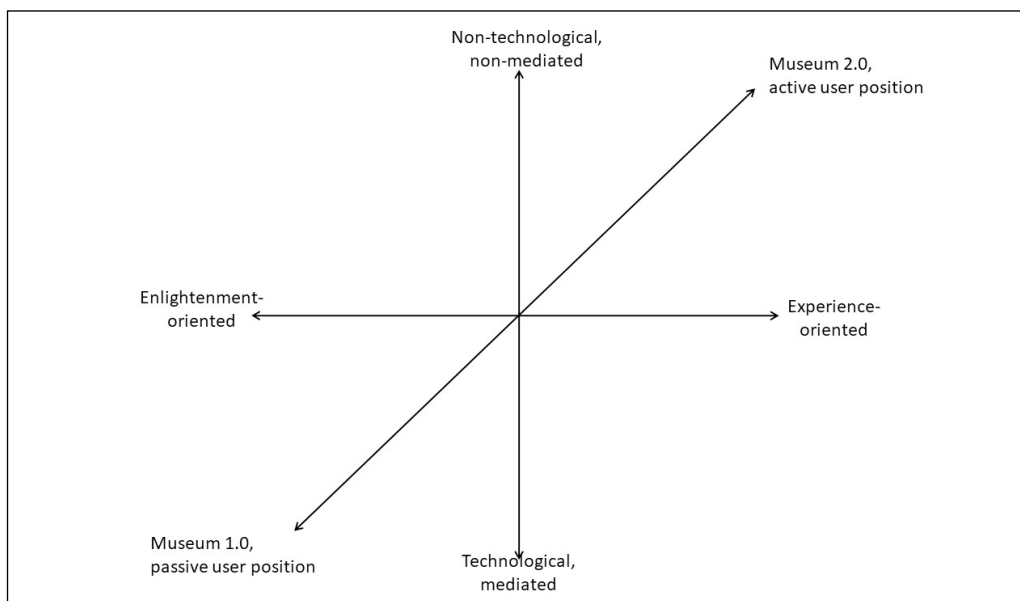 Non-technological,
non-mediated
Museum 2.0,
active user position
Enlightenment-
oriented
Experience-
oriented
Museum 1.0,
passive user position
Technological,
mediated